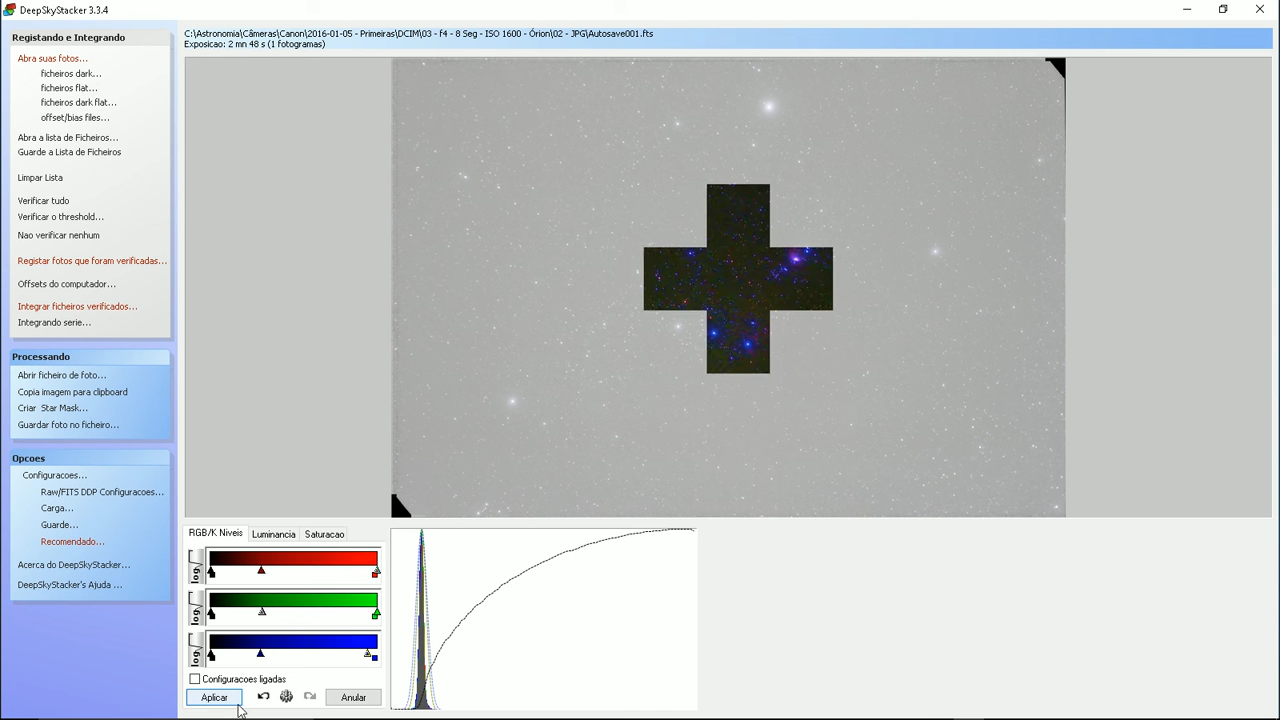 DeepSkyStacker 3.3.4
Registando e Integrando
Abra suas fotos...
ficheiros dark...
ficheiros flat...
ficheiros dark flat...
offset/bias files...
Abra a lista de Ficheiros...
Guarde a Lista de Ficheiros
Limpar Lista
Verificar tudo
Verificar o threshold...
Nao verificar nenhum
Registar fotos que foram verificadas...
Offsets do computador...
Integrar ficheiros verificados...
Integrando serie...
Processando
Abrir ficheiro de foto...
Copia imagem para clipboard
Criar Star Mask...
Guardar foto no ficheiro...
Opcoes
Configuracoes...
Raw/FITS DDP Configuracoes...
Carga...
Guarde...
Recomendado...
Acerca do DeepSkyStacker...
DeepSkyStacker's Ajuda ...
C:\Astronomia\Câmeras\Canon\2016-01-05 - Primeiras\DCIM\03 - f4 - 8 Seg - ISO 1600 - Órion\02 - JPG\Autosave001.fts
Exposicao: 2 mn 48 s (1 fotogramas)
RGB/K Niveis
Luminancia
Saturacao
log
log
log
Configuracoes ligadas
Aplicar
Anular